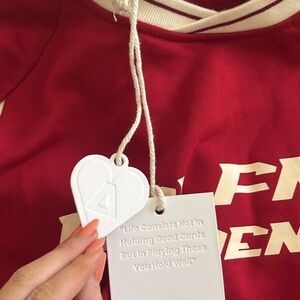 "Life Consists Not In
Holding Good Cards
But In Playing Those
You Hold Well"